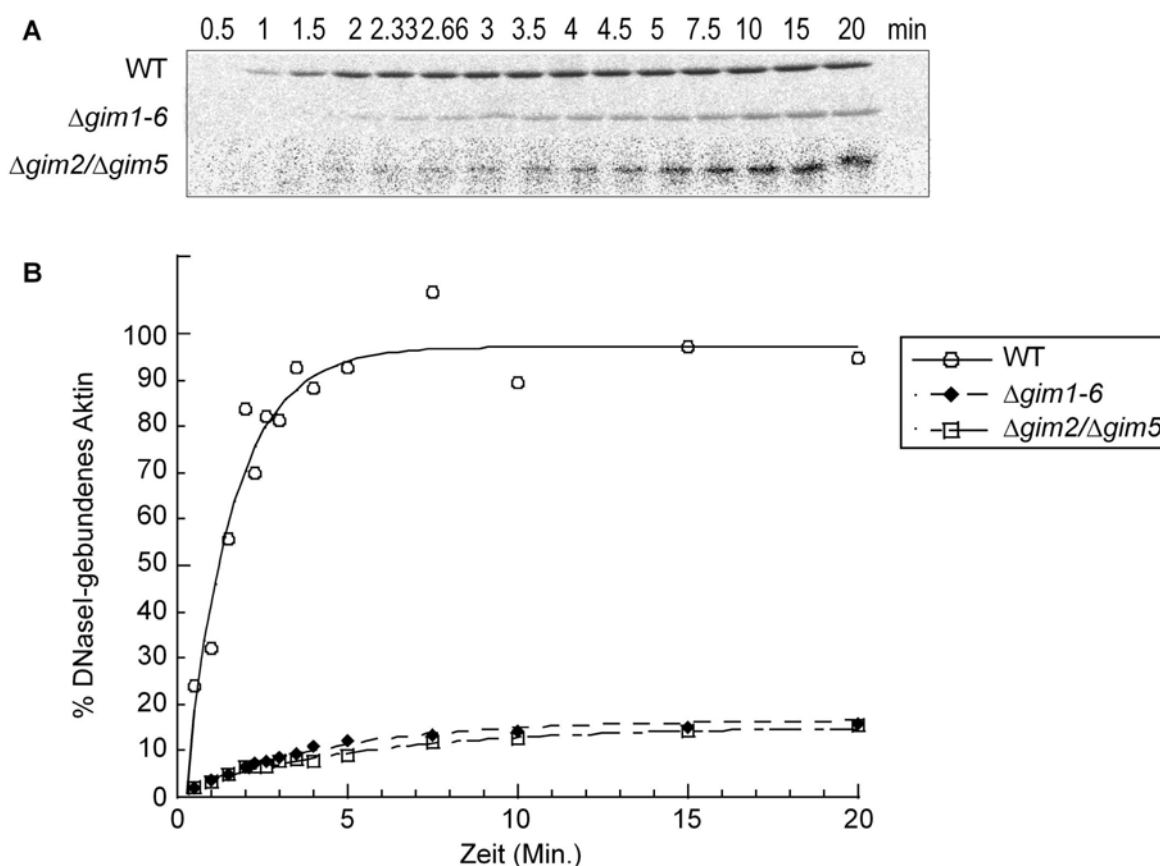 A
0.5 1 1.5 2 2.33 2.66 3 3.5 4 4.5 5 7.5 10 15 20 min
WT
Δgim1-6
Δgim2/Δgim5
B
100
90
80
70
60
50
40
30
20
10
0
% DNaseI-gebundenes Aktin
0 5 10 15 20
Zeit (Min.)
WT
Δgim1-6
Δgim2/Δgim5